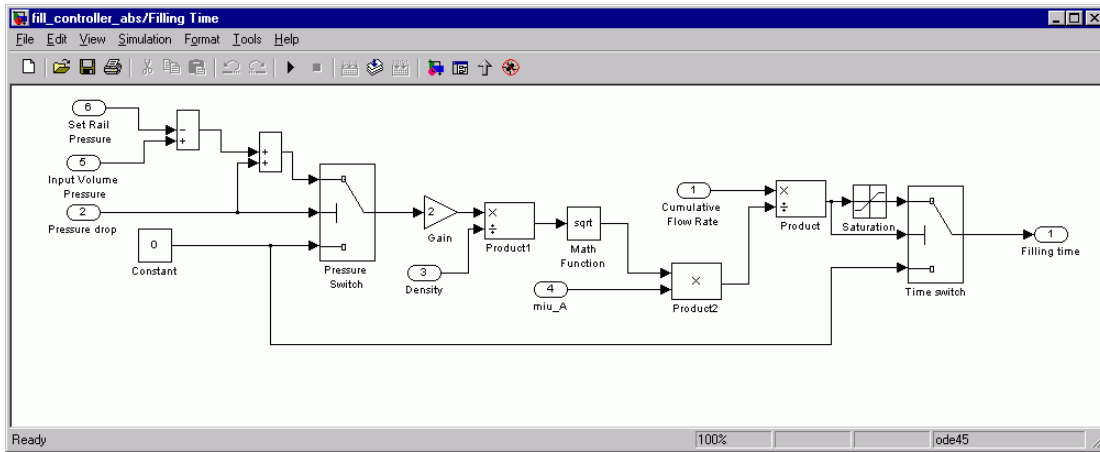 fill_controller_abs/Filling Time
File Edit View Simulation Format Tools Help
6
Set Rail
Pressure
−
+
5
Input Volume
Pressure
+
+
2
Pressure drop
0
Constant
Pressure
Switch
2
Gain
×
÷
Product1
3
Density
sqrt
Math
Function
4
miu_A
×
Product2
1
Cumulative
Flow Rate
×
÷
Product
Saturation
Time switch
1
Filling time
Ready
100%
ode45